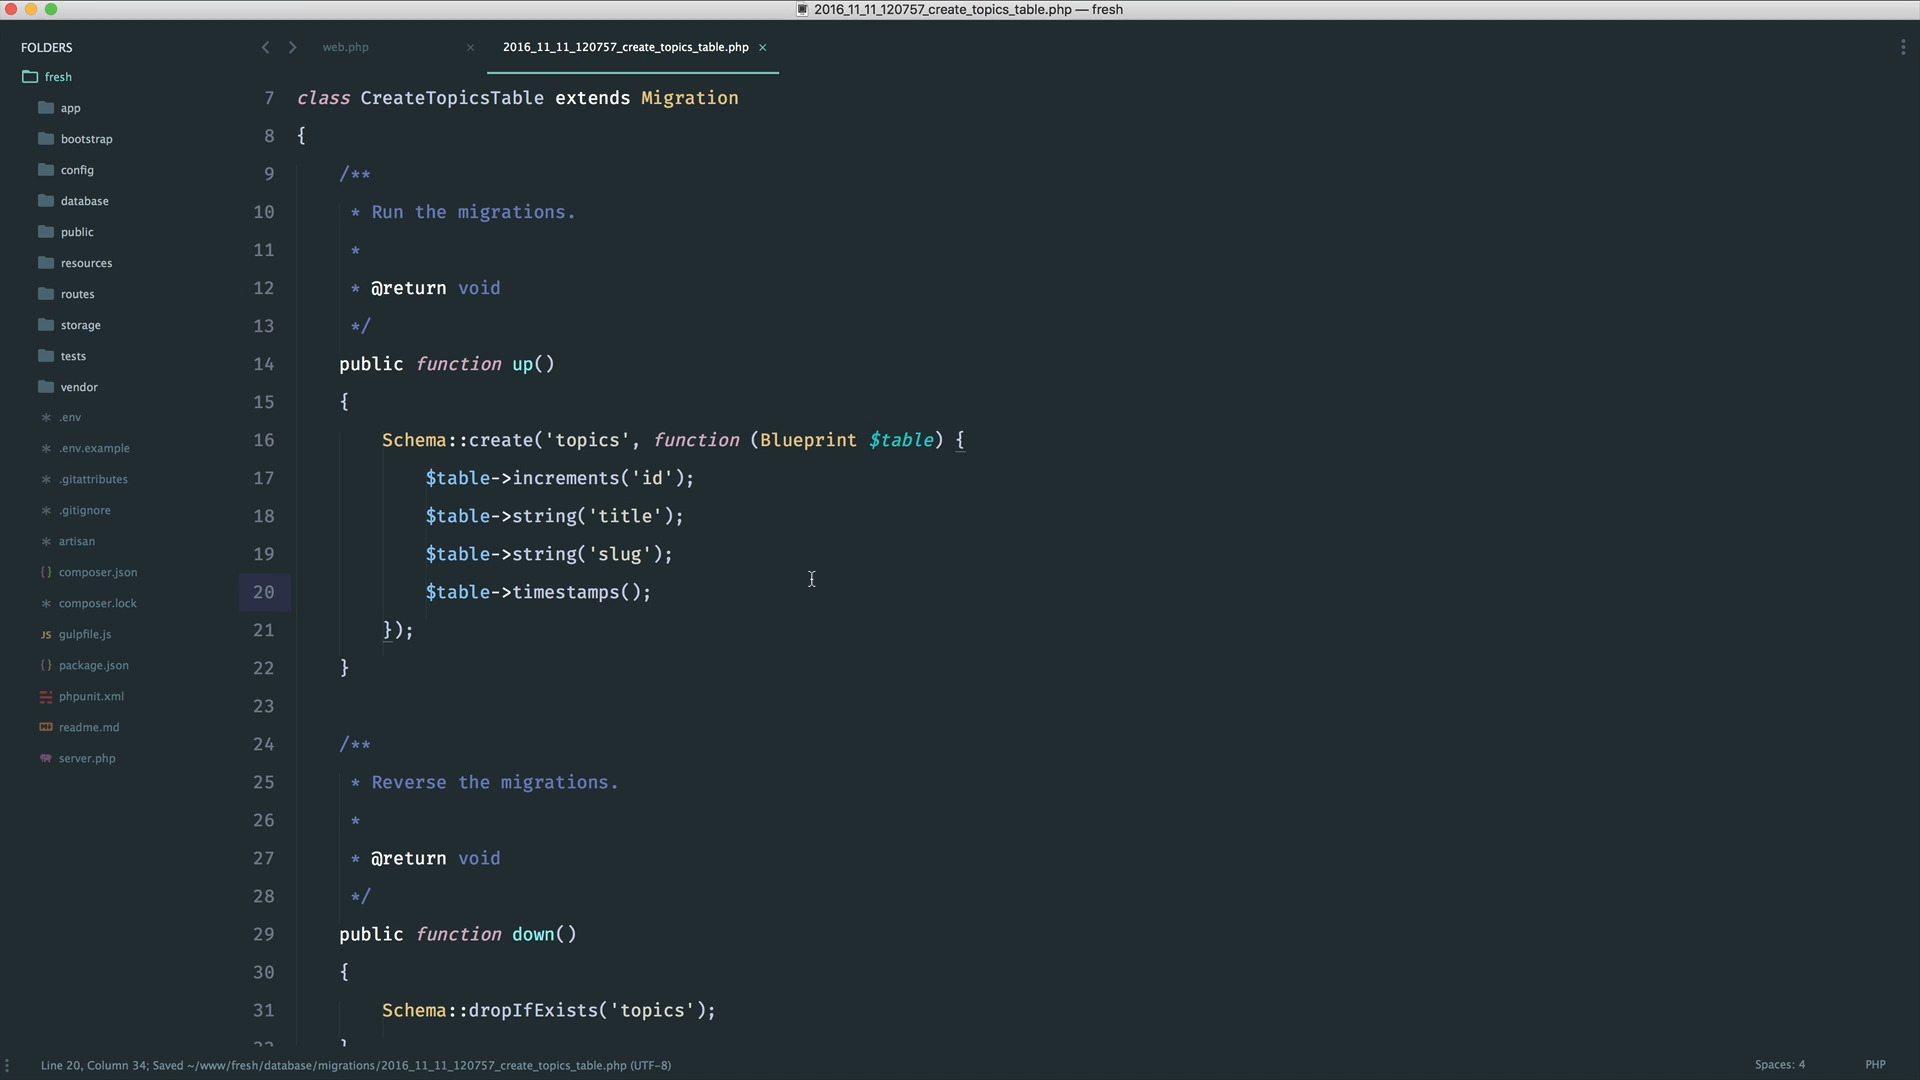 2016_11_11_120757_create_topics_table.php — fresh
FOLDERS
fresh
app
bootstrap
config
database
public
resources
routes
storage
tests
vendor
.env
.env.example
.gitattributes
.gitignore
artisan
composer.json
composer.lock
gulpfile.js
package.json
phpunit.xml
readme.md
server.php
web.php ×
2016_11_11_120757_create_topics_table.php ×
7 class CreateTopicsTable extends Migration
8 {
9 /**
10 * Run the migrations.
11 *
12 * @return void
13 */
14 public function up()
15 {
16 Schema::create('topics', function (Blueprint $table) {
17 $table->increments('id');
18 $table->string('title');
19 $table->string('slug');
20 $table->timestamps();
21 });
22 }
23
24 /**
25 * Reverse the migrations.
26 *
27 * @return void
28 */
29 public function down()
30 {
31 Schema::dropIfExists('topics');
Line 20, Column 34; Saved ~/www/fresh/database/migrations/2016_11_11_120757_create_topics_table.php (UTF-8)
Spaces: 4
PHP